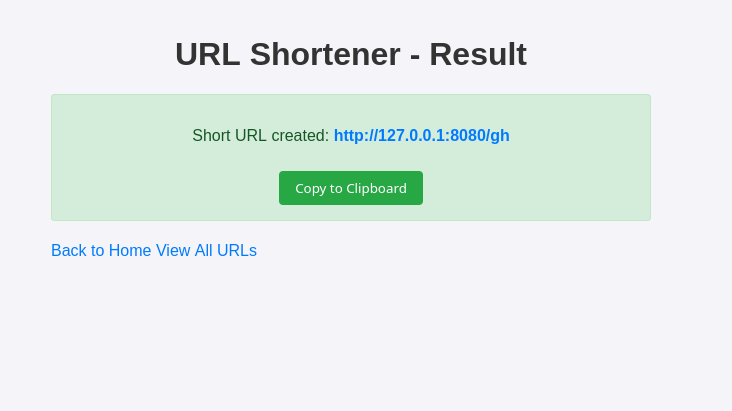 URL Shortener - Result
Short URL created: http://127.0.0.1:8080/gh
Copy to Clipboard
Back to Home View All URLs